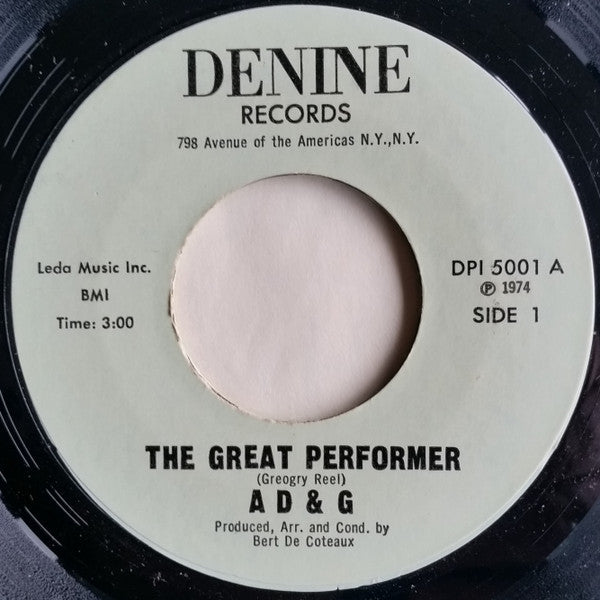 DENINE
RECORDS
798 Avenue of the Americas N.Y.,N.Y.
Leda Music Inc.
BMI
Time: 3:00
DPI 5001 A
℗ 1974
SIDE 1
THE GREAT PERFORMER
(Greogry Reel)
A D & G
Produced, Arr. and Cond. by
Bert De Coteaux